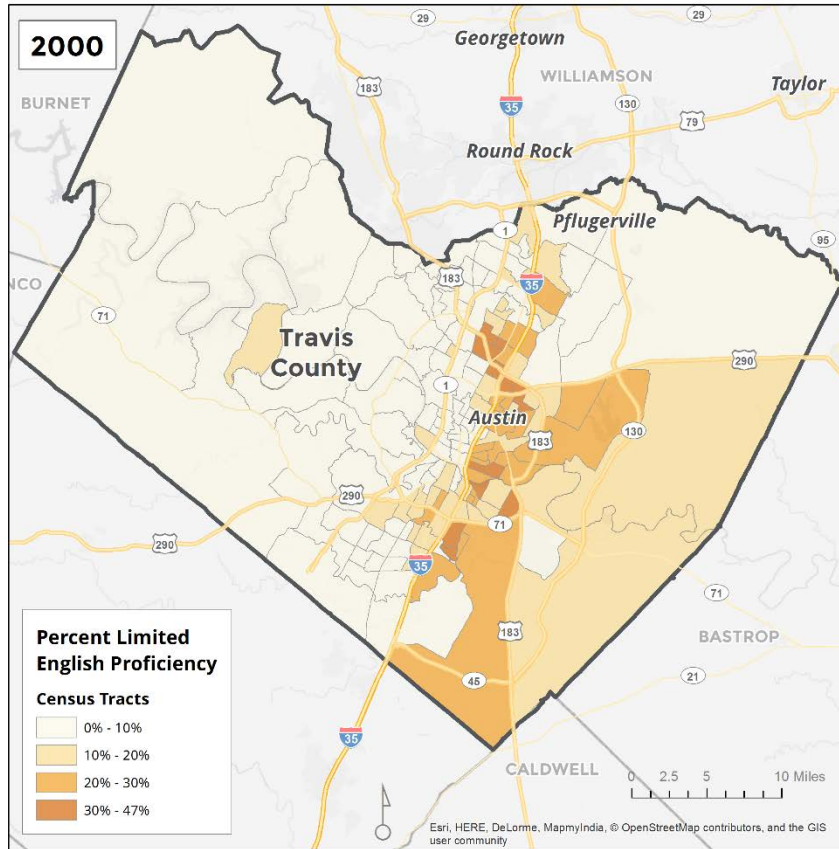 2000
29
29
Georgetown
WILLIAMSON
183
Taylor
BURNET
35
130
79
Round Rock
Pflugerville
1
95
NCO
183
35
71
Travis
County
290
1
Austin
183
130
290
71
290
35
71
183
BASTROP
45
21
35
CALDWELL
Percent Limited
English Proficiency
Census Tracts
0% - 10%
10% - 20%
20% - 30%
30% - 47%
0 2.5 5 10 Miles
Esri, HERE, DeLorme, MapmyIndia, © OpenStreetMap contributors, and the GIS
user community